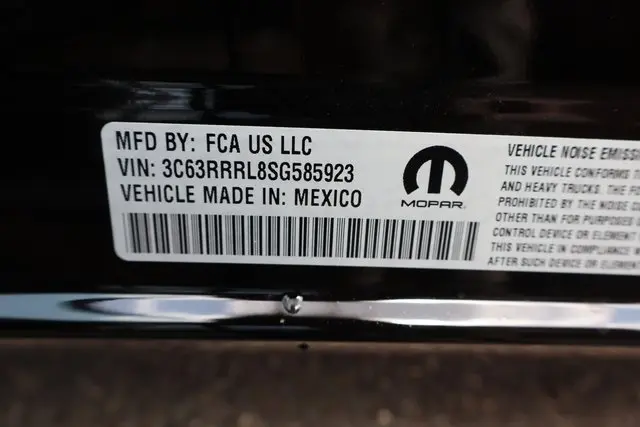 MFD BY: FCA US LLC
VIN: 3C63RRRL8SG585923
VEHICLE MADE IN: MEXICO
MOPAR
VEHICLE NOISE EMISS
THIS VEHICLE CONFORMS
AND HEAVY TRUCKS. THE
PROHIBITED BY THE NOISE
OTHER THAN FOR PURPOSES
CONTROL DEVICE OR ELEMENT
THIS VEHICLE IN COMPLIANCE
AFTER SUCH DEVICE OR ELEMEN